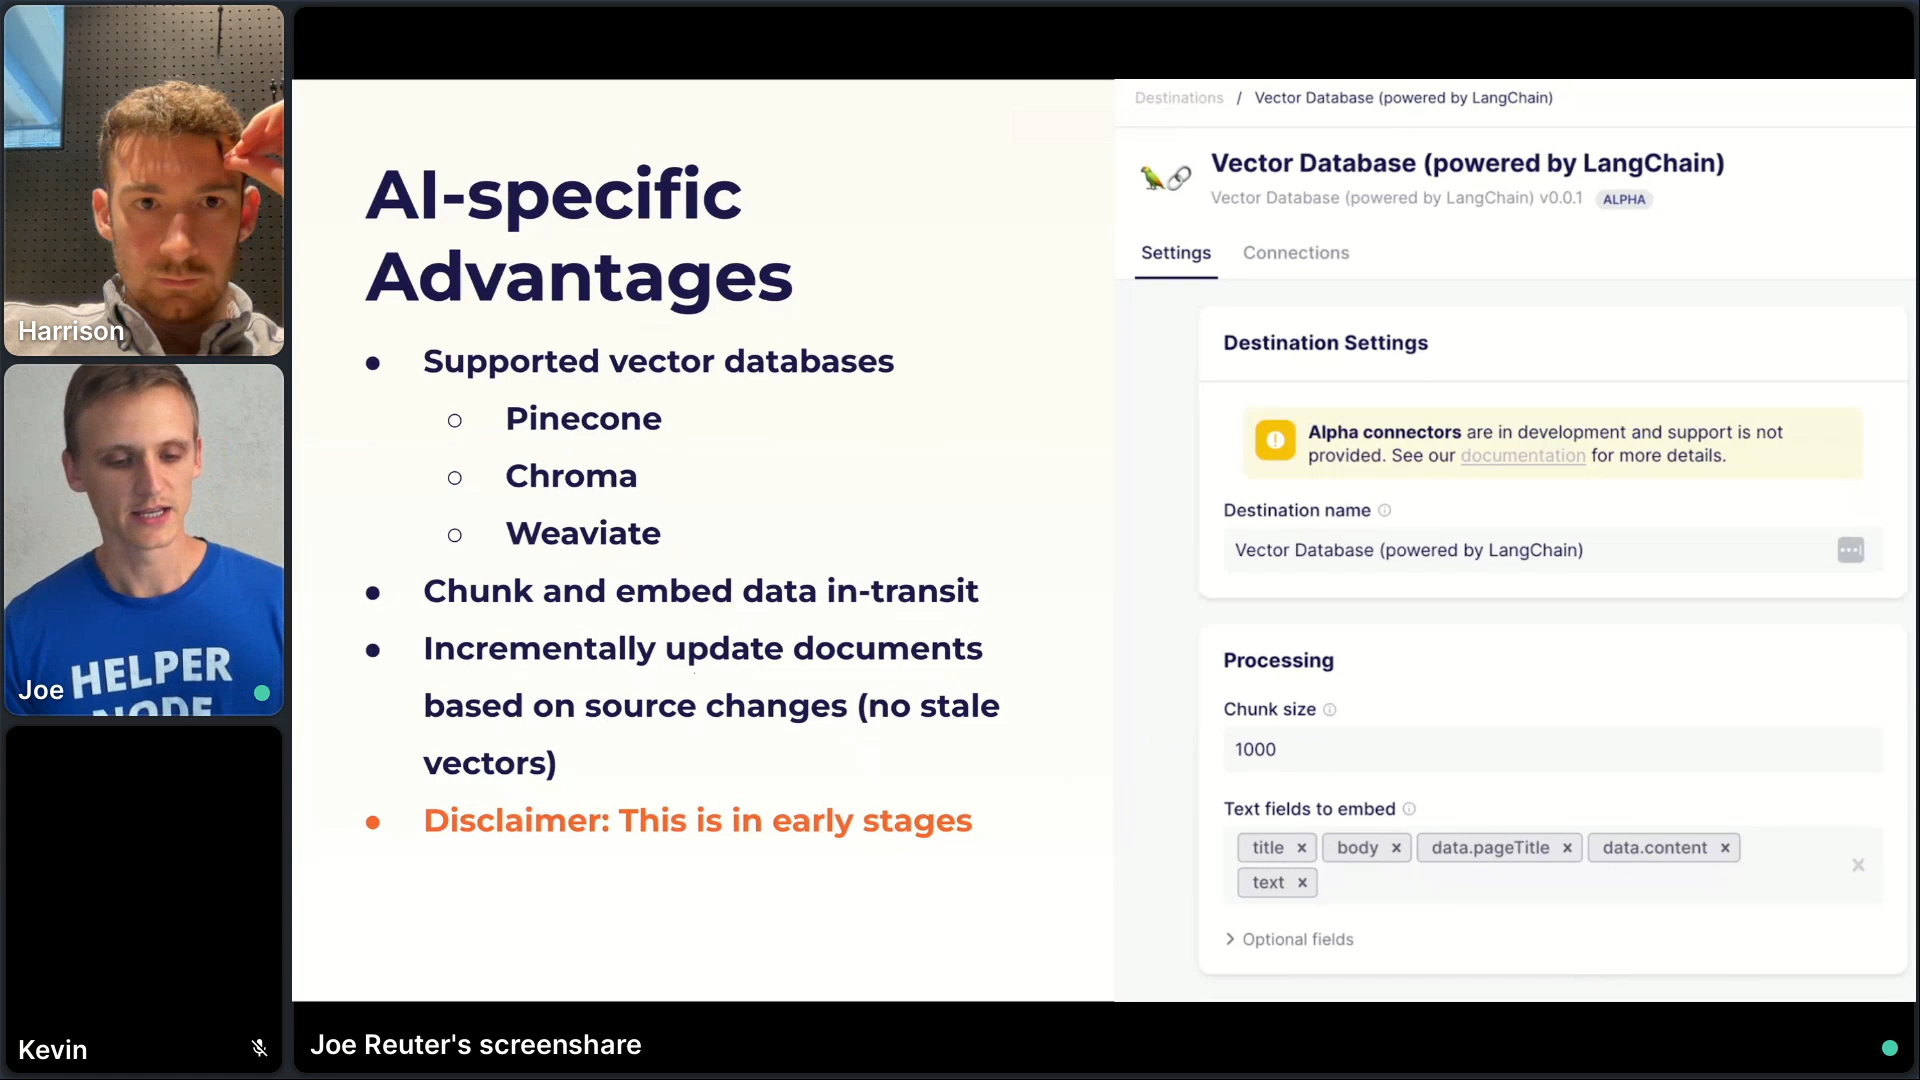 Harrison
HELPER
NODE
Joe
Kevin
AI-specific
Advantages
● Supported vector databases
○ Pinecone
○ Chroma
○ Weaviate
● Chunk and embed data in-transit
● Incrementally update documents
based on source changes (no stale
vectors)
● Disclaimer: This is in early stages
Destinations / Vector Database (powered by LangChain)
Vector Database (powered by LangChain)
Vector Database (powered by LangChain) v0.0.1 ALPHA
Settings Connections
Destination Settings
Alpha connectors are in development and support is not
provided. See our documentation for more details.
Destination name
Vector Database (powered by LangChain)
Processing
Chunk size
1000
Text fields to embed
title × body × data.pageTitle × data.content ×
text ×
Optional fields
Joe Reuter's screenshare